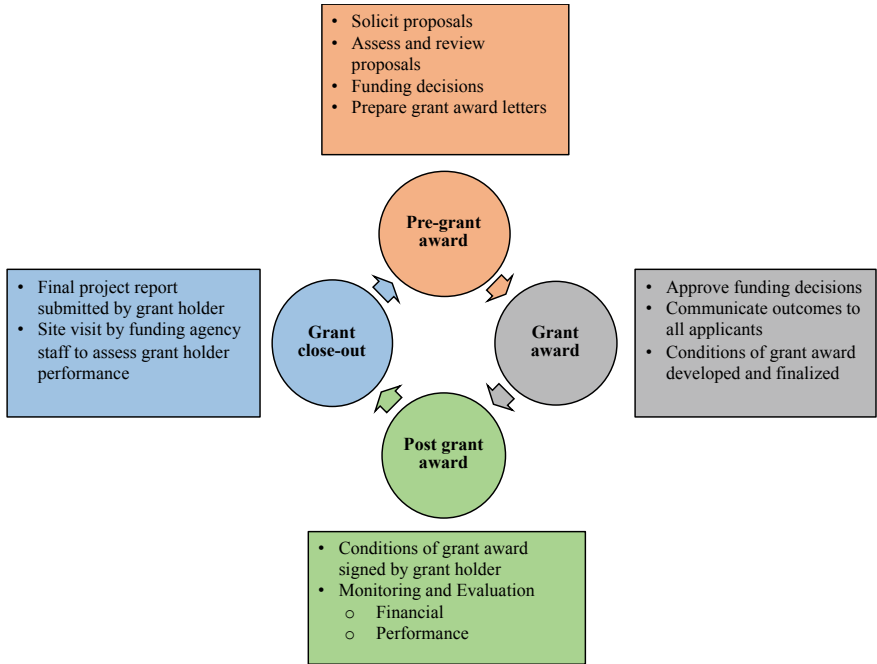 • Solicit proposals
• Assess and review
proposals
• Funding decisions
• Prepare grant award letters
Pre-grant
award
• Final project report
submitted by grant holder
• Site visit by funding agency
staff to assess grant holder
performance
Grant
close-out
Grant
award
• Approve funding decisions
• Communicate outcomes to
all applicants
• Conditions of grant award
developed and finalized
Post grant
award
• Conditions of grant award
signed by grant holder
• Monitoring and Evaluation
o Financial
o Performance